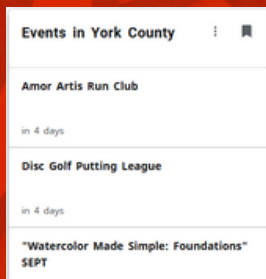 Events in York County
Amor Artis Run Club
in 4 days
Disc Golf Putting League
in 4 days
"Watercolor Made Simple: Foundations"
SEPT